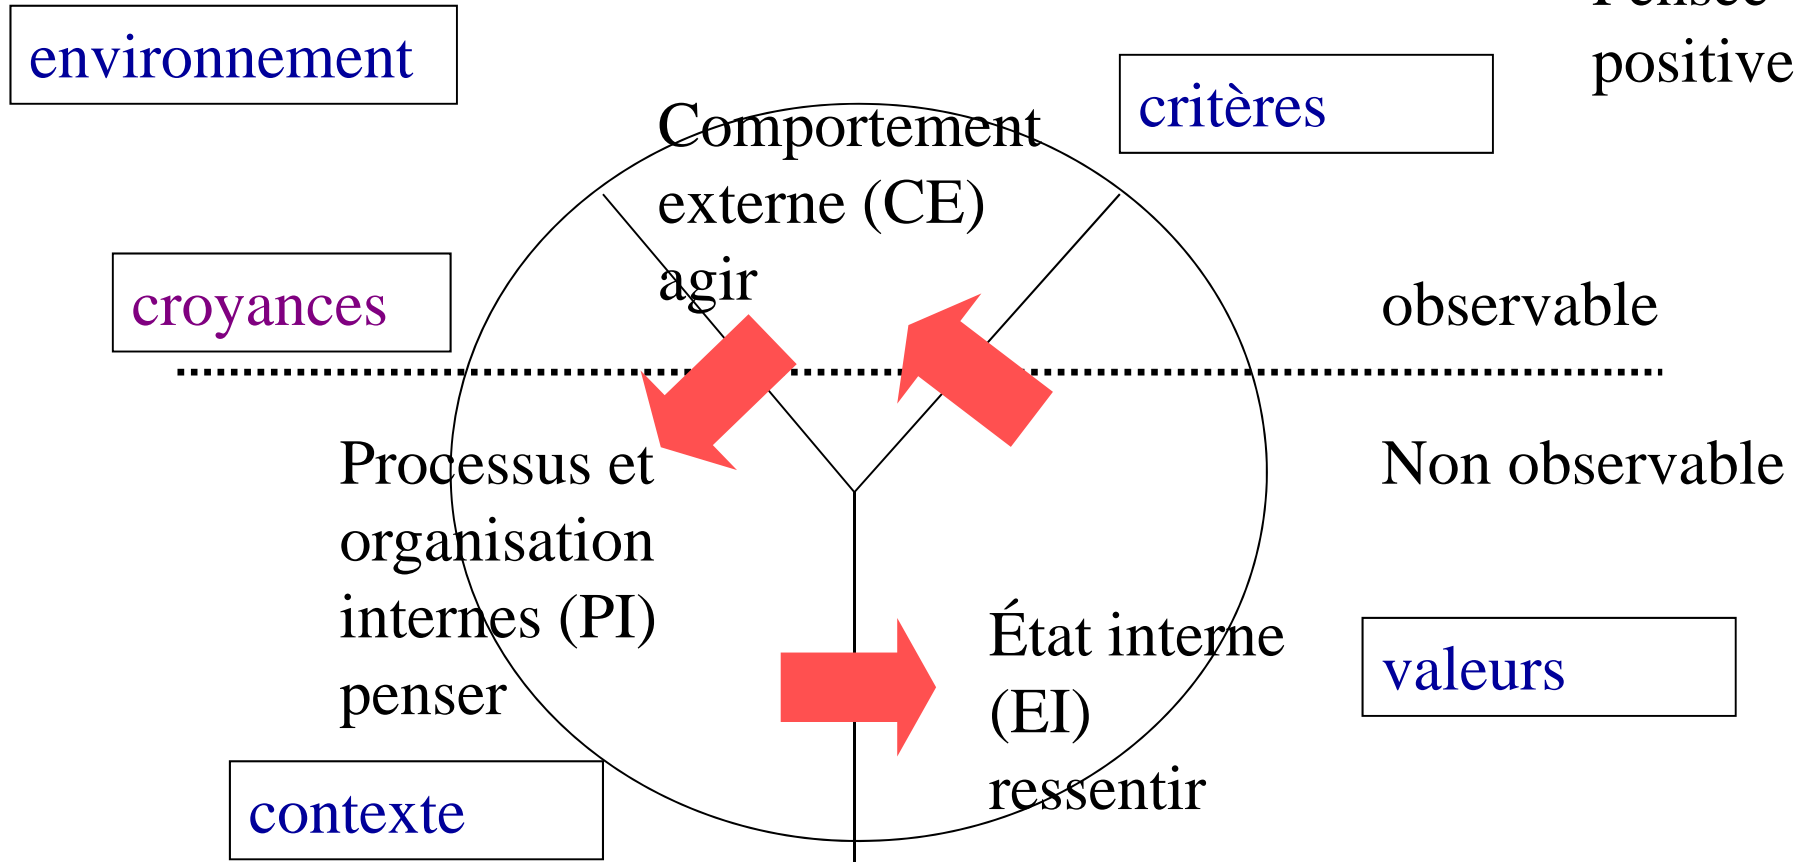 environnement
Pensée
positive
critères
Comportement
externe (CE)
agir
croyances
observable
Processus et
organisation
internes (PI)
penser
Non observable
État interne
(EI)
ressentir
valeurs
contexte